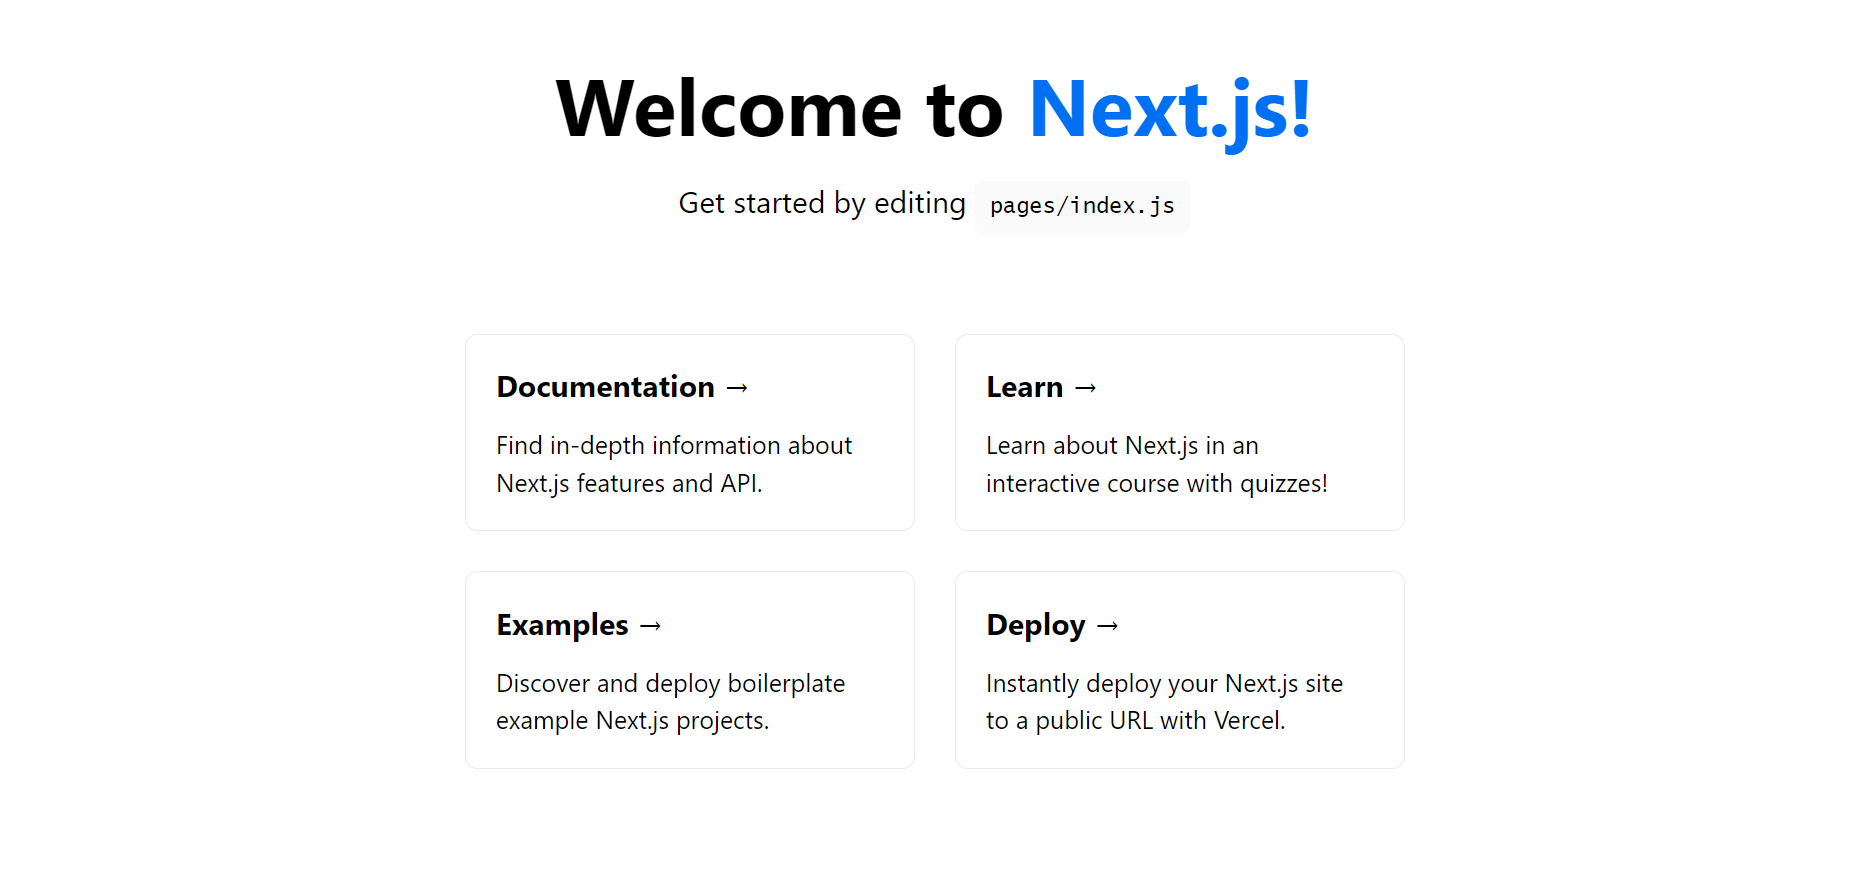 Welcome to Next.js!
Get started by editing pages/index.js
Documentation →
Find in-depth information about
Next.js features and API.
Learn →
Learn about Next.js in an
interactive course with quizzes!
Examples →
Discover and deploy boilerplate
example Next.js projects.
Deploy →
Instantly deploy your Next.js site
to a public URL with Vercel.